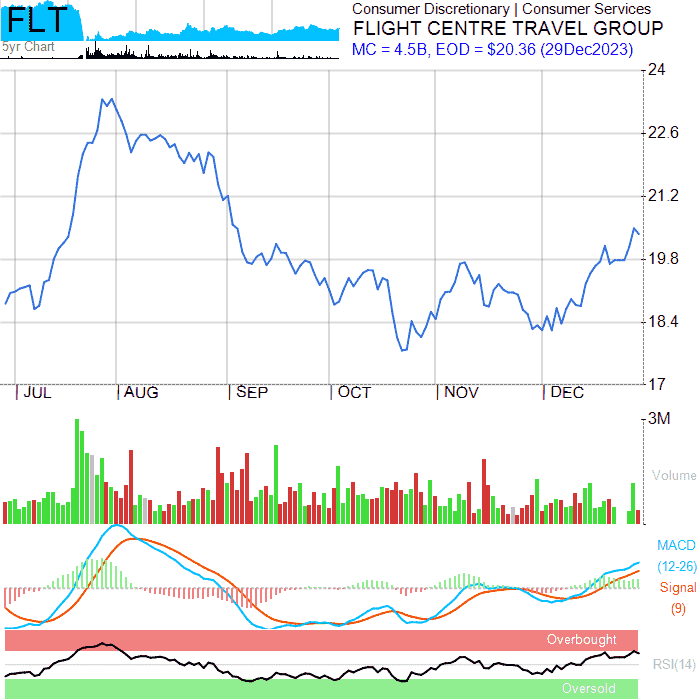 FLT
5yr Chart
Consumer Discretionary | Consumer Services
FLIGHT CENTRE TRAVEL GROUP
MC = 4.5B, EOD = $20.36 (29Dec2023)
24
22.6
21.2
19.8
18.4
17
JUL AUG SEP OCT NOV DEC
3M
Volume
MACD
(12-26)
Signal
(9)
Overbought
RSI(14)
Oversold